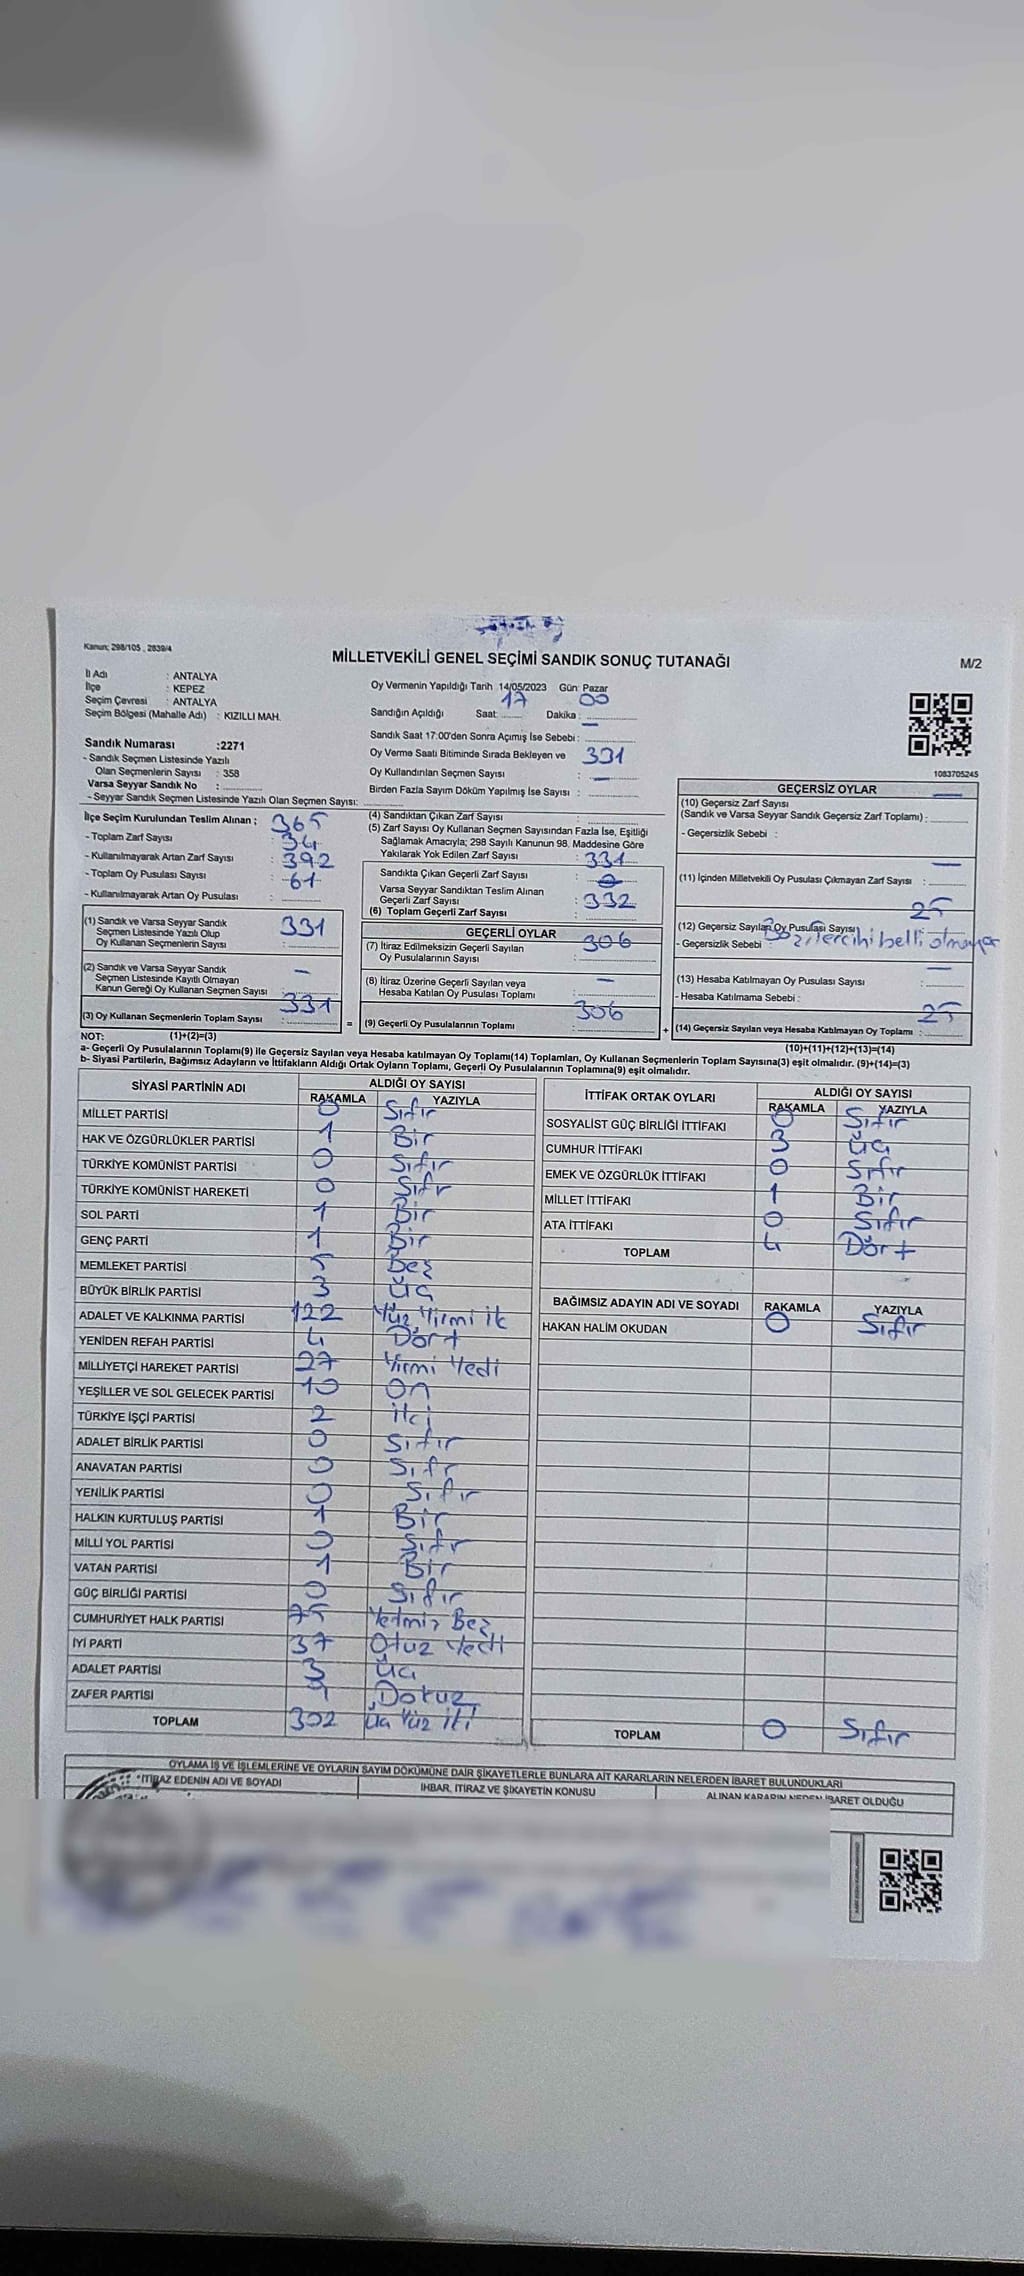 Kanun; 298/105 , 2839/4
MİLLETVEKİLİ GENEL SEÇİMİ SANDIK SONUÇ TUTANAĞI
M/2
İl Adı : ANTALYA
İlçe : KEPEZ
Seçim Çevresi : ANTALYA
Seçim Bölgesi (Mahalle Adı) : KIZILLI MAH.
Sandık Numarası :2271
- Sandık Seçmen Listesinde Yazılı
Olan Seçmenlerin Sayısı : 358
Varsa Seyyar Sandık No :
- Seyyar Sandık Seçmen Listesinde Yazılı Olan Seçmen Sayısı:
Oy Vermenin Yapıldığı Tarih 14/05/2023 Gün: Pazar
Sandığın Açıldığı Saat: 17 Dakika : 00
Sandık Saat 17:00'den Sonra Açımış İse Sebebi : —
Oy Verme Saati Bitiminde Sırada Bekleyen ve 331
Oy Kullandırılan Seçmen Sayısı : —
Birden Fazla Sayım Döküm Yapılmış İse Sayısı :
1083705245
İlçe Seçim Kurulundan Teslim Alınan ; 365
- Toplam Zarf Sayısı : 34
- Kullanılmayarak Artan Zarf Sayısı : 392
- Toplam Oy Pusulası Sayısı : 61
- Kullanılmayarak Artan Oy Pusulası :
(1) Sandık ve Varsa Seyyar Sandık 331
Seçmen Listesinde Yazılı Olup
Oy Kullanan Seçmenlerin Sayısı :
(2) Sandık ve Varsa Seyyar Sandık —
Seçmen Listesinde Kayıtlı Olmayan
Kanun Gereği Oy Kullanan Seçmen Sayısı :
331
(3) Oy Kullanan Seçmenlerin Toplam Sayısı :
(4) Sandıktan Çıkan Zarf Sayısı :
(5) Zarf Sayısı Oy Kullanan Seçmen Sayısından Fazla İse, Eşitliği
Sağlamak Amacıyla; 298 Sayılı Kanunun 98. Maddesine Göre
Yakılarak Yok Edilen Zarf Sayısı : 331
Sandıkta Çıkan Geçerli Zarf Sayısı :
Varsa Seyyar Sandıktan Teslim Alınan
Geçerli Zarf Sayısı : 332
(6) Toplam Geçerli Zarf Sayısı :
GEÇERLİ OYLAR
(7) İtiraz Edilmeksizin Geçerli Sayılan 306
Oy Pusulalarının Sayısı :
(8) İtiraz Üzerine Geçerli Sayılan veya —
Hesaba Katılan Oy Pusulası Toplamı :
= (9) Geçerli Oy Pusulalarının Toplamı : 306
GEÇERSİZ OYLAR
(10) Geçersiz Zarf Sayısı —
(Sandık ve Varsa Seyyar Sandık Geçersiz Zarf Toplamı) :
- Geçersizlik Sebebi :
—
(11) İçinden Milletvekili Oy Pusulası Çıkmayan Zarf Sayısı :
25
(12) Geçersiz Sayılan Oy Pusulası Sayısı :
- Geçersizlik Sebebi : tercihi belli olmayan
—
(13) Hesaba Katılmayan Oy Pusulası Sayısı :
- Hesaba Katılmama Sebebi :
25
+ (14) Geçersiz Sayılan veya Hesaba Katılmayan Oy Toplamı :
NOT: (1)+(2)=(3)
(10)+(11)+(12)+(13)=(14)
a- Geçerli Oy Pusulalarının Toplamı(9) ile Geçersiz Sayılan veya Hesaba katılmayan Oy Toplamı(14) Toplamları, Oy Kullanan Seçmenlerin Toplam Sayısına(3) eşit olmalıdır. (9)+(14)=(3)
b- Siyasi Partilerin, Bağımsız Adayların ve İttifakların Aldığı Ortak Oyların Toplamı, Geçerli Oy Pusulalarının Toplamına(9) eşit olmalıdır.
SİYASİ PARTİNİN ADI ALDIĞI OY SAYISI
RAKAMLA YAZIYLA
MİLLET PARTİSİ 0 Sıfır
HAK VE ÖZGÜRLÜKLER PARTİSİ 1 Bir
TÜRKİYE KOMÜNİST PARTİSİ 0 Sıfır
TÜRKİYE KOMÜNİST HAREKETİ 0 Sıfır
SOL PARTİ 1 Bir
GENÇ PARTİ 1 Bir
MEMLEKET PARTİSİ 5 Beş
BÜYÜK BİRLİK PARTİSİ 3 Üç
ADALET VE KALKINMA PARTİSİ 122 Yüz Yirmi ik
YENİDEN REFAH PARTİSİ 4 Dört
MİLLİYETÇİ HAREKET PARTİSİ 27 Yirmi Yedi
YEŞİLLER VE SOL GELECEK PARTİSİ 10 On
TÜRKİYE İŞÇİ PARTİSİ 2 iki
ADALET BİRLİK PARTİSİ 0 Sıfır
ANAVATAN PARTİSİ 0 Sıfr
YENİLİK PARTİSİ 0 Sıfır
HALKIN KURTULUŞ PARTİSİ 1 Bir
MİLLİ YOL PARTİSİ 0 Sıfır
VATAN PARTİSİ 1 Bir
GÜÇ BİRLİĞİ PARTİSİ 0 Sıfır
CUMHURİYET HALK PARTİSİ 75 Yetmiş Beş
İYİ PARTİ 37 Otuz Yedi
ADALET PARTİSİ 3 Üç
ZAFER PARTİSİ 9 Dokuz
TOPLAM 302 Üç Yüz iki
İTTİFAK ORTAK OYLARI ALDIĞI OY SAYISI
RAKAMLA YAZIYLA
SOSYALİST GÜÇ BİRLİĞİ İTTİFAKI 0 Sıfır
CUMHUR İTTİFAKI 3 Üç
EMEK VE ÖZGÜRLÜK İTTİFAKI 0 Sıfır
MİLLET İTTİFAKI 1 Bir
ATA İTTİFAKI 0 Sıfır
TOPLAM 4 Dört
BAĞIMSIZ ADAYIN ADI VE SOYADI RAKAMLA YAZIYLA
HAKAN HALİM OKUDAN 0 Sıfır
TOPLAM 0 Sıfır
OYLAMA İŞ VE İŞLEMLERİNE VE OYLARIN SAYIM DÖKÜMÜNE DAİR ŞİKAYETLERLE BUNLARA AİT KARARLARIN NELERDEN İBARET BULUNDUKLARI
İTİRAZ EDENİN ADI VE SOYADI İHBAR, İTİRAZ VE ŞİKAYETİN KONUSU ALINAN KARARIN NEDEN İBARET OLDUĞU